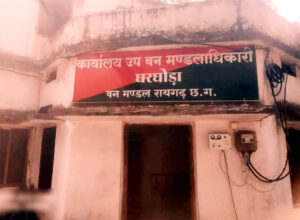 कार्यालय उप वन मण्डलाधिकारी
घरघोड़ा
वन मण्डल रायगढ़ छ.ग.